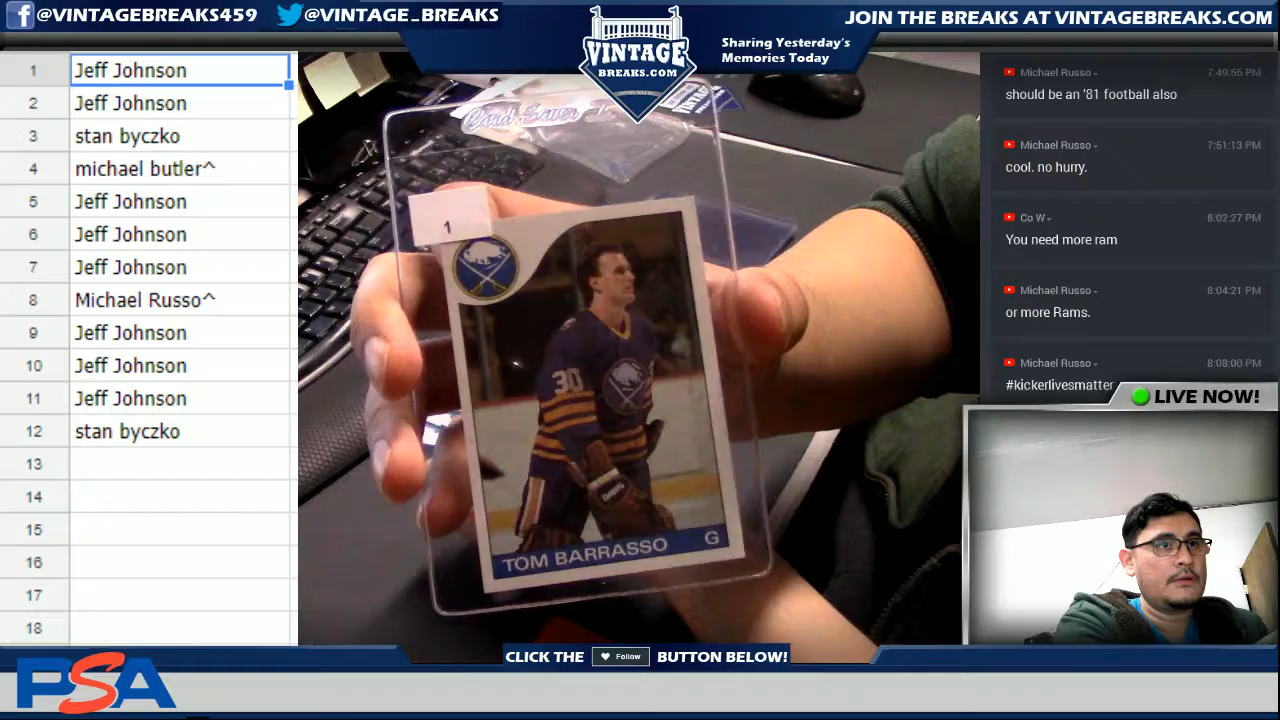 @VINTAGEBREAKS459
@VINTAGE_BREAKS
VINTAGE
BREAKS.COM
Sharing Yesterday's
Memories Today
JOIN THE BREAKS AT VINTAGEBREAKS.COM
1 Jeff Johnson
2 Jeff Johnson
3 stan byczko
4 michael butler^
5 Jeff Johnson
6 Jeff Johnson
7 Jeff Johnson
8 Michael Russo^
9 Jeff Johnson
10 Jeff Johnson
11 Jeff Johnson
12 stan byczko
13
14
15
16
17
18
Card Saver
1
30
TOM BARRASSO G
Michael Russo 7:49:56 PM
should be an '81 football also
Michael Russo 7:51:13 PM
cool. no hurry.
Co W 8:02:27 PM
You need more ram
Michael Russo 8:04:21 PM
or more Rams.
Michael Russo 8:08:00 PM
#kickerlivesmatter
LIVE NOW!
CLICK THE Follow BUTTON BELOW!
PSA